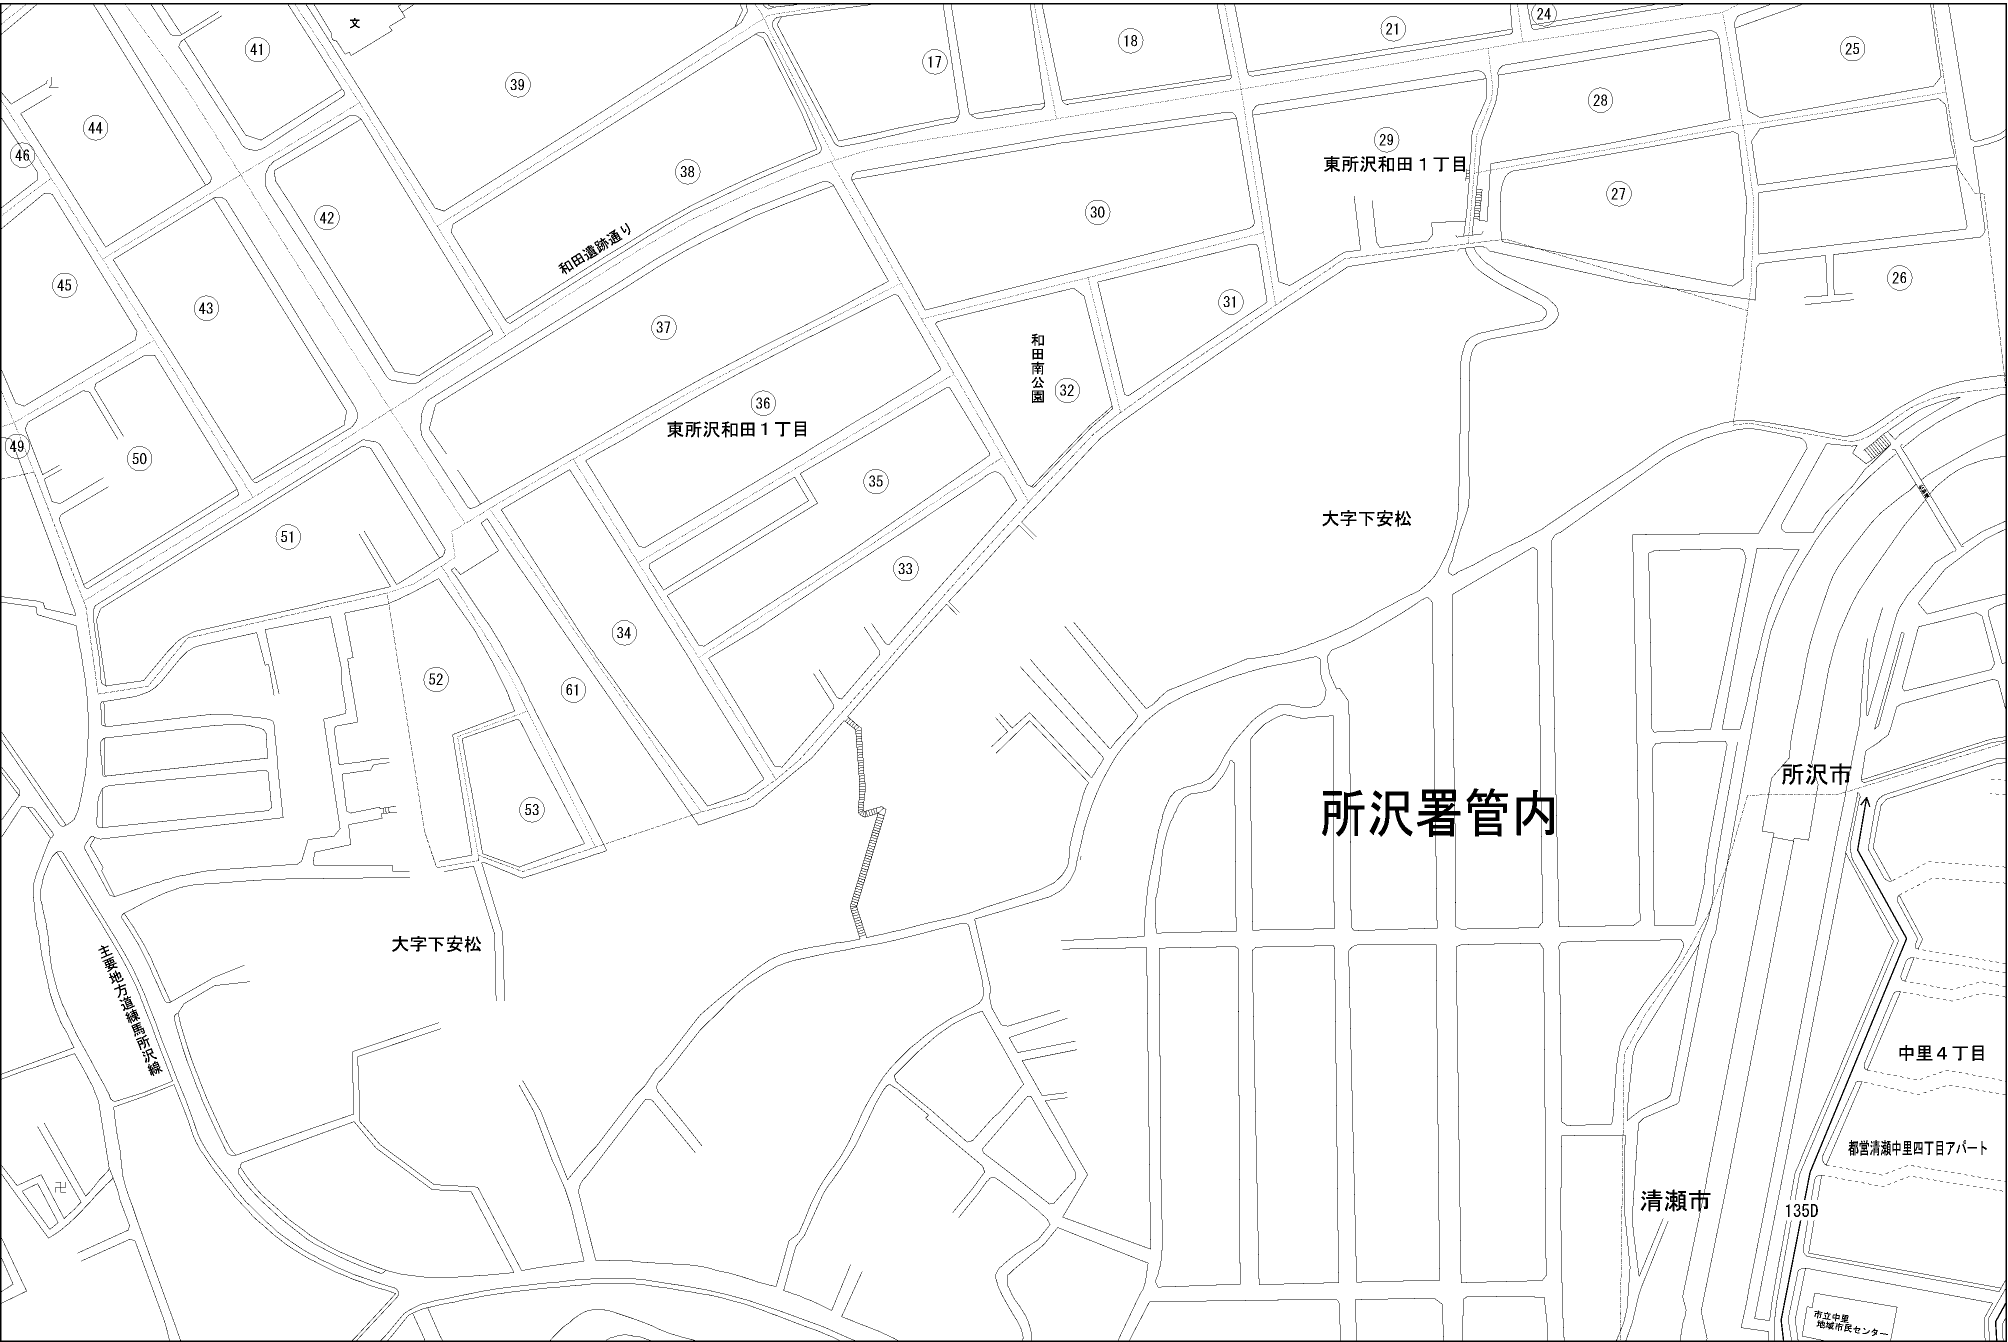 文
24
41
21
18
25
39
17
28
44
29
46
東所沢和田１丁目
38
27
42
30
和田遺跡通り
45
26
43
31
37
和田南公園
32
36
東所沢和田１丁目
49
50
35
大字下安松
51
33
34
52
61
所沢市
53
所沢署管内
大字下安松
主要地方道練馬所沢線
中里４丁目
都営清瀬中里四丁目アパート
卍
清瀬市
135D
市立中里
地域市民センター